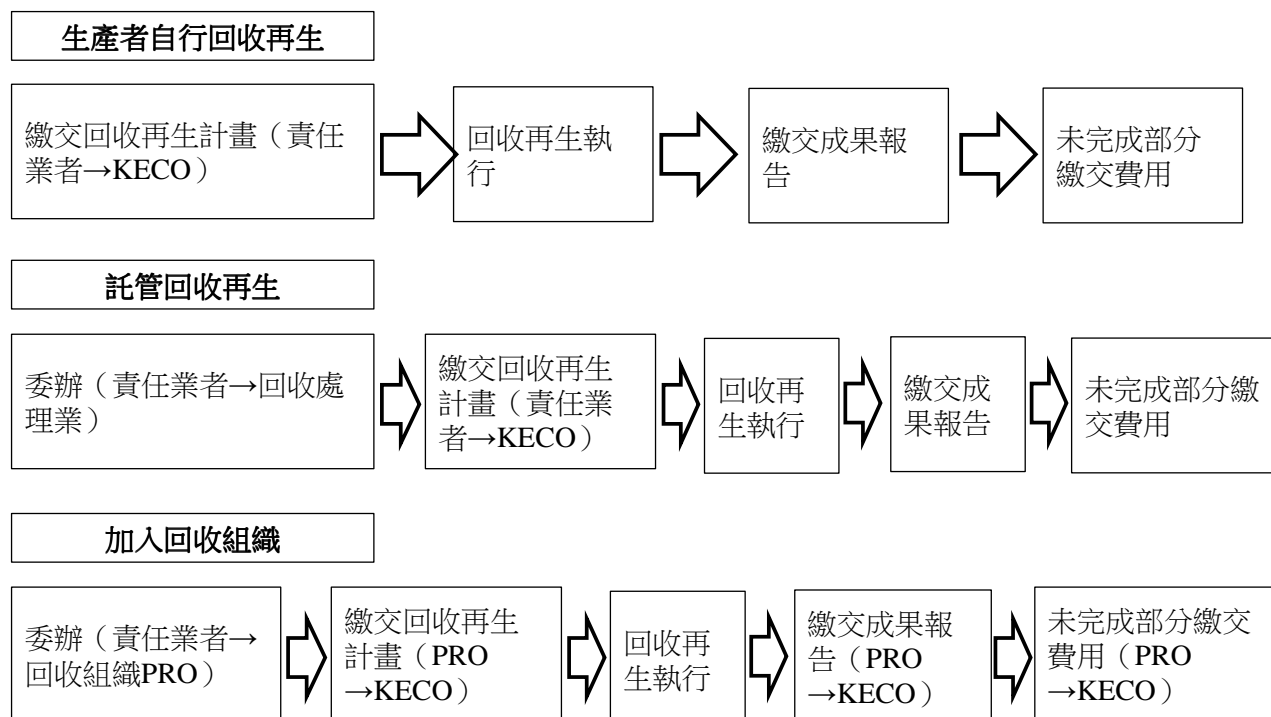 生產者自行回收再生
繳交回收再生計畫（責任
業者→KECO）
回收再生執
行
繳交成果報
告
未完成部分
繳交費用
託管回收再生
委辦（責任業者→回收處
理業）
繳交回收再生
計畫（責任業
者→KECO）
回收再
生執行
繳交成
果報告
未完成部分繳
交費用
加入回收組織
委辦（責任業者→
回收組織PRO）
繳交回收再生
計畫（PRO
→KECO）
回收再
生執行
繳交成果報
告（PRO
→KECO）
未完成部分繳交
費用（PRO
→KECO）